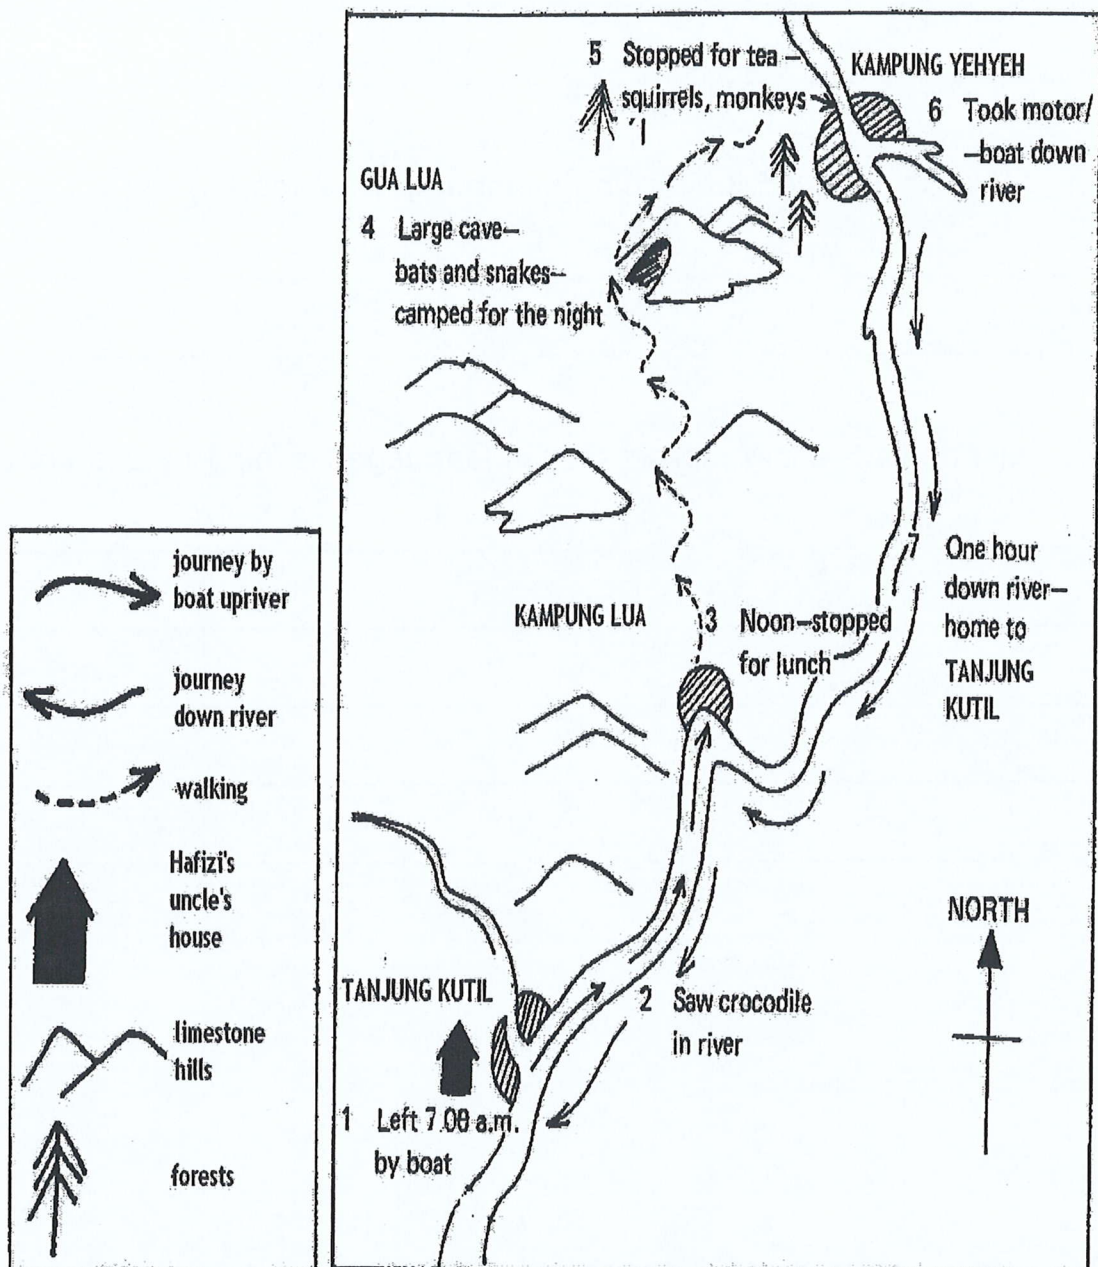 5 Stopped for tea –
squirrels, monkeys
KAMPUNG YEHYEH
6 Took motor/
–boat down
river
GUA LUA
4 Large cave–
bats and snakes–
camped for the night
7 One hour
down river–
home to
TANJUNG
KUTIL
KAMPUNG LUA
3 Noon–stopped
for lunch
NORTH
TANJUNG KUTIL
2 Saw crocodile
in river
1 Left 7.00 a.m.
by boat
journey by
boat upriver
journey
down river
walking
Hafizi's
uncle's
house
limestone
hills
forests